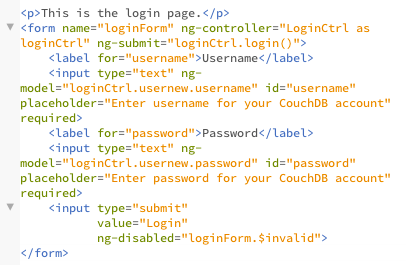 <p>This is the login page.</p>
<form name="loginForm" ng-controller="LoginCtrl as
loginCtrl" ng-submit="loginCtrl.login()">
    <label for="username">Username</label>
    <input type="text" ng-
model="loginCtrl.usernew.username" id="username"
placeholder="Enter username for your CouchDB account"
required>
    <label for="password">Password</label>
    <input type="text" ng-
model="loginCtrl.usernew.password" id="password"
placeholder="Enter password for your CouchDB account"
required>
    <input type="submit"
           value="Login"
           ng-disabled="loginForm.$invalid">
</form>